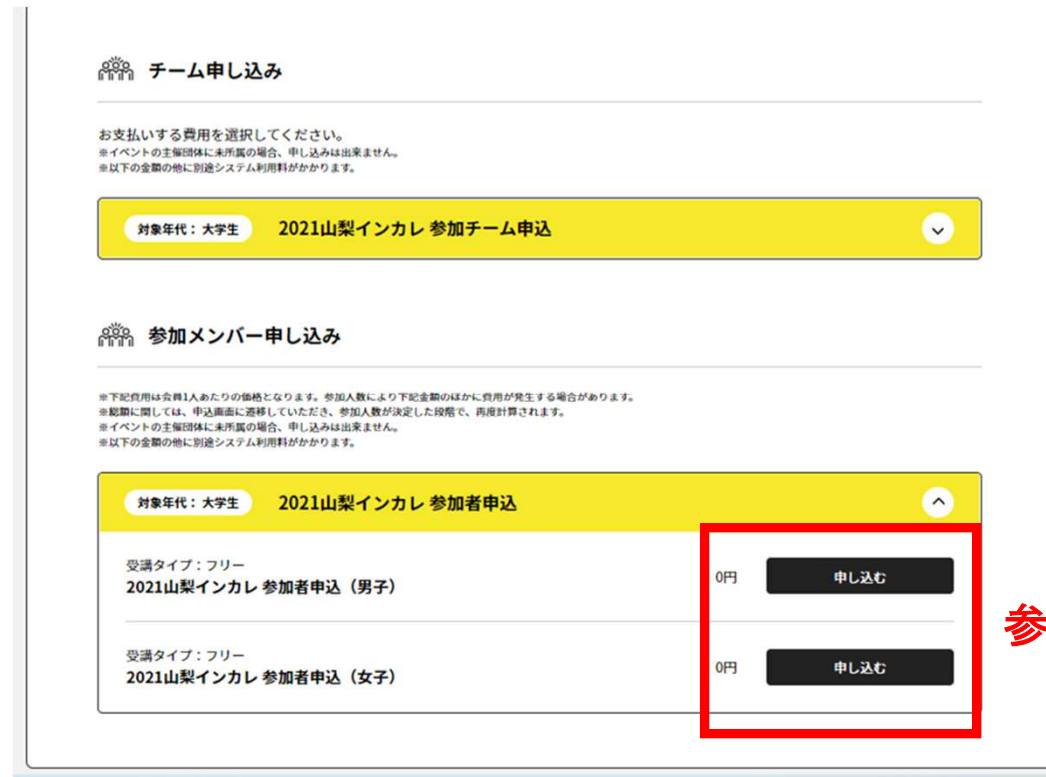 チーム申し込み
お支払いする費用を選択してください。
※イベントの主催団体に未所属の場合、申し込みは出来ません。
※以下の金額の他に別途システム利用料がかかります。
対象年代：大学生 2021山梨インカレ 参加チーム申込
参加メンバー申し込み
※下記費用は会員1人あたりの価格となります。参加人数により下記金額のほかに費用が発生する場合があります。
※総額に関しては、申込画面に遷移していただき、参加人数が決定した段階で、再度計算されます。
※イベントの主催団体に未所属の場合、申し込みは出来ません。
※以下の金額の他に別途システム利用料がかかります。
対象年代：大学生 2021山梨インカレ 参加者申込
受講タイプ：フリー
2021山梨インカレ 参加者申込（男子） 0円 申し込む
参
受講タイプ：フリー
2021山梨インカレ 参加者申込（女子） 0円 申し込む